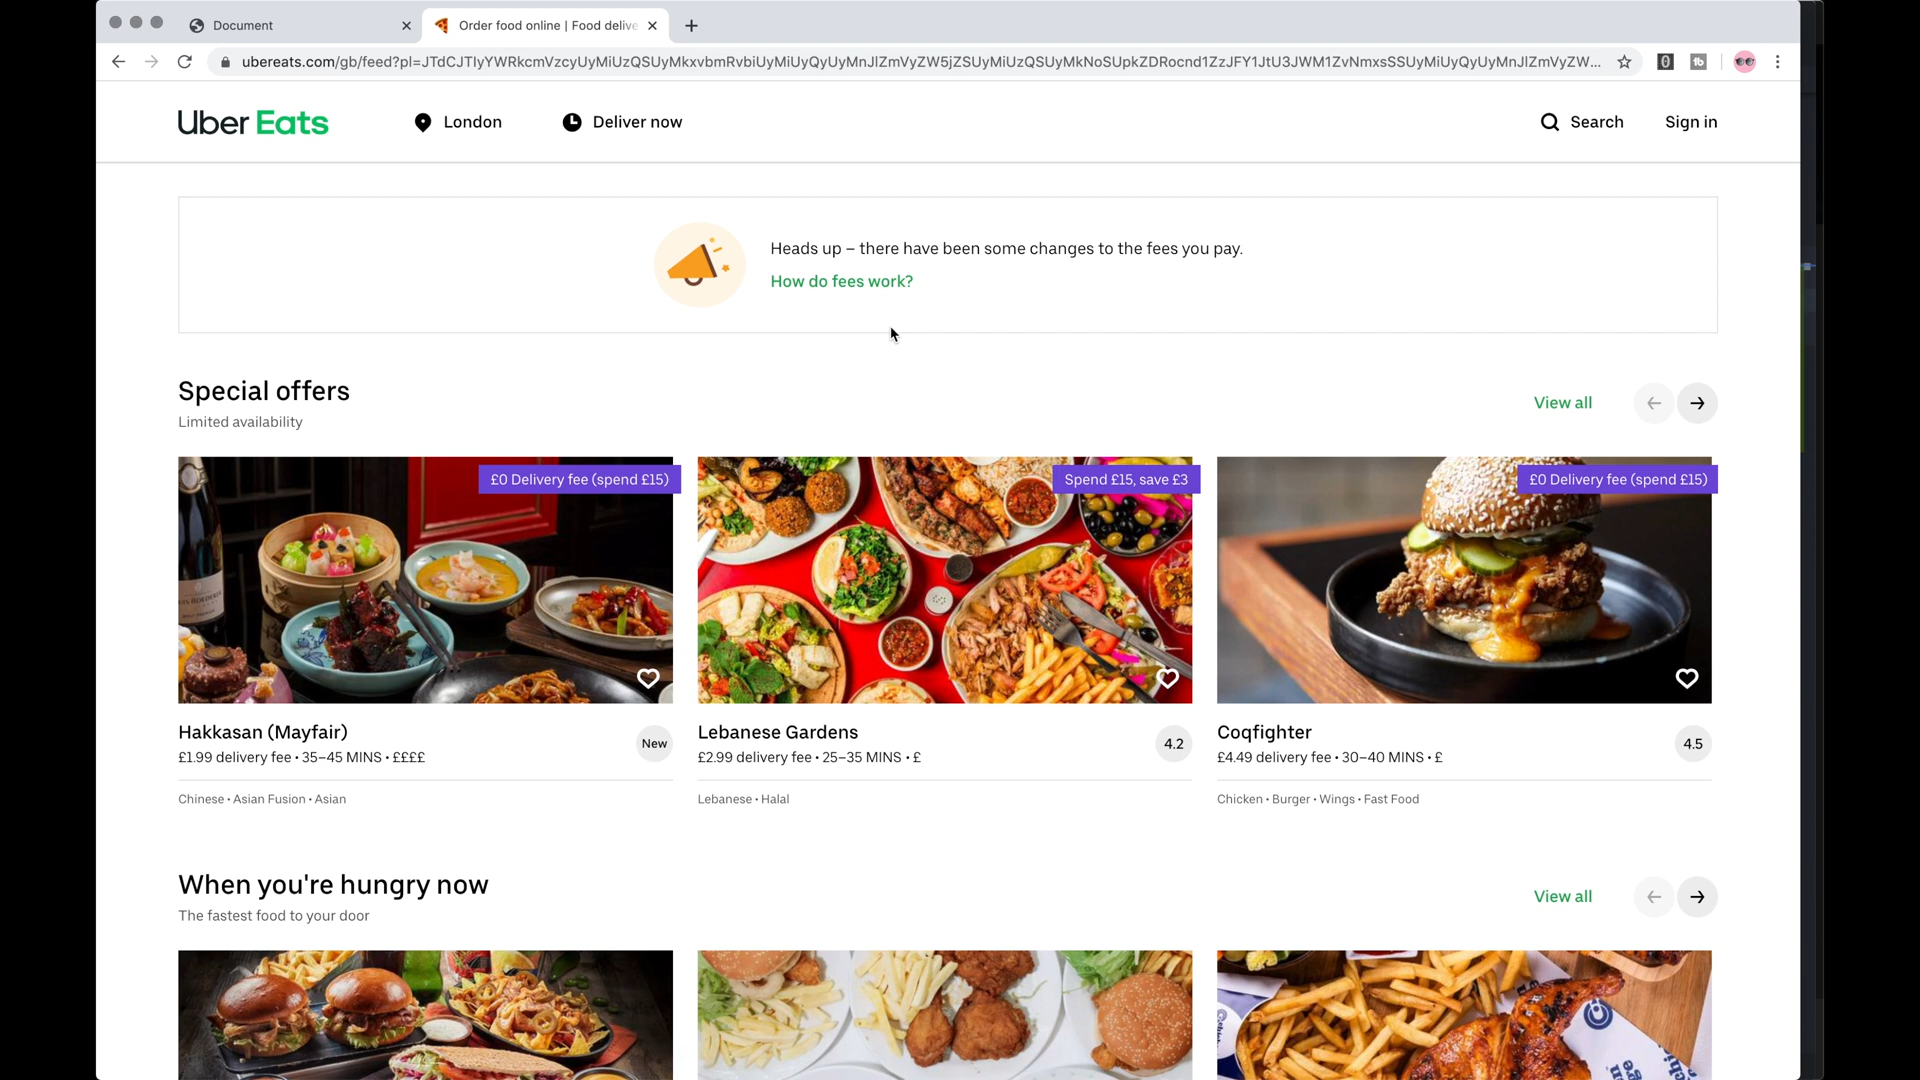 Document
Order food online | Food delive
ubereats.com/gb/feed?pl=JTdCJTIyYWRkcmVzcyUyMiUzQSUyMkxvbmRvbiUyMiUyQyUyMnJlZmVyZW5jZSUyMiUzQSUyMkNoSUpkZDRocnd1ZzJFY1JtU3JWM1ZvNmxsSSUyMiUyQyUyMnJlZmVyZW...
Uber Eats
London
Deliver now
Search
Sign in
Heads up – there have been some changes to the fees you pay.
How do fees work?
Special offers
Limited availability
View all
£0 Delivery fee (spend £15)
Spend £15, save £3
£0 Delivery fee (spend £15)
Hakkasan (Mayfair)
£1.99 delivery fee • 35–45 MINS • ££££
New
Chinese • Asian Fusion • Asian
Lebanese Gardens
£2.99 delivery fee • 25–35 MINS • £
4.2
Lebanese • Halal
Coqfighter
£4.49 delivery fee • 30–40 MINS • £
4.5
Chicken • Burger • Wings • Fast Food
When you're hungry now
The fastest food to your door
View all